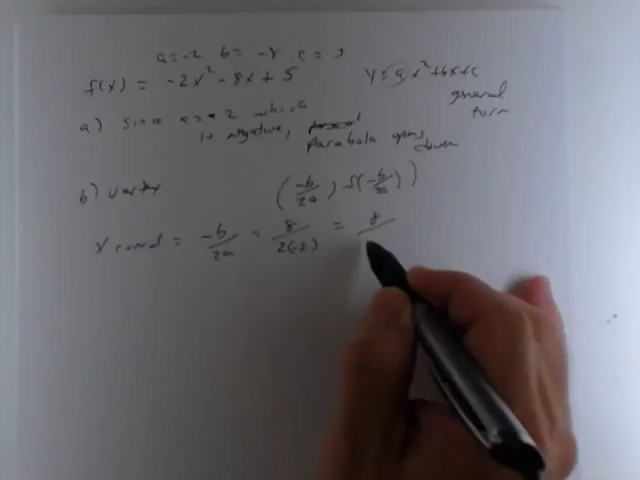 a=-2 b= -8 c = 5
f(x) = -2x² - 8x + 5
y = ax²+bx+c
general
form
a) Since a = -2 which
is negative, parabola opens
down
b) vertex
(-b/2a, f(-b/2a))
x coord = -b/2a = 8/2(-2) = 8/